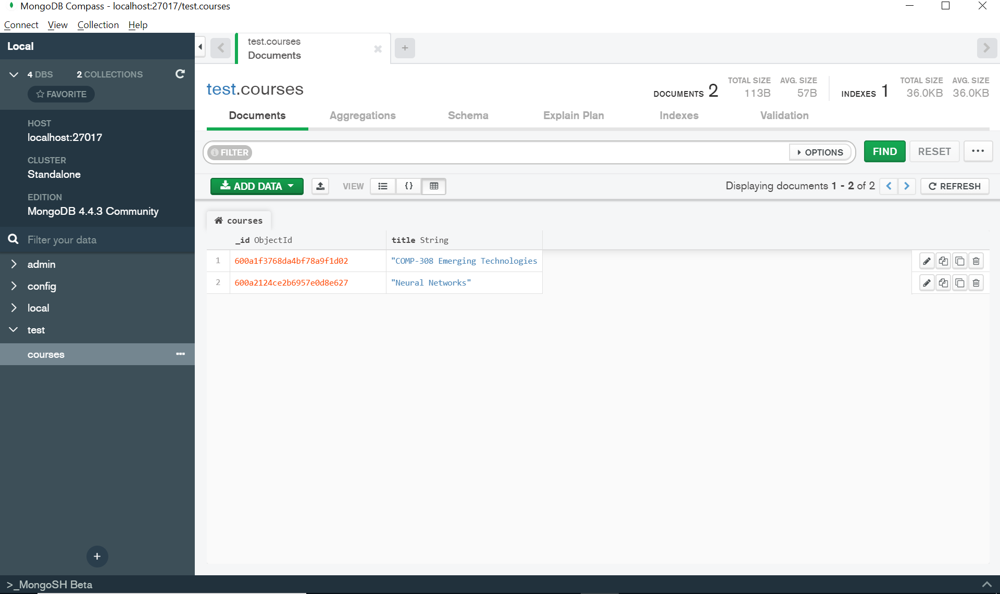 MongoDB Compass - localhost:27017/test.courses
Connect View Collection Help
Local
4 DBS 2 COLLECTIONS
FAVORITE
HOST
localhost:27017
CLUSTER
Standalone
EDITION
MongoDB 4.4.3 Community
Filter your data
admin
config
local
test
courses
+
test.courses
Documents
+
test.courses
DOCUMENTS 2 TOTAL SIZE 113B AVG. SIZE 57B INDEXES 1 TOTAL SIZE 36.0KB AVG. SIZE 36.0KB
Documents Aggregations Schema Explain Plan Indexes Validation
FILTER OPTIONS FIND RESET ...
ADD DATA VIEW {} Displaying documents 1 - 2 of 2 < > REFRESH
courses
_id ObjectId title String
1 600a1f3768da4bf78a9f1d02 "COMP-308 Emerging Technologies
2 600a2124ce2b6957e0d8e627 "Neural Networks"
>_MongoSH Beta